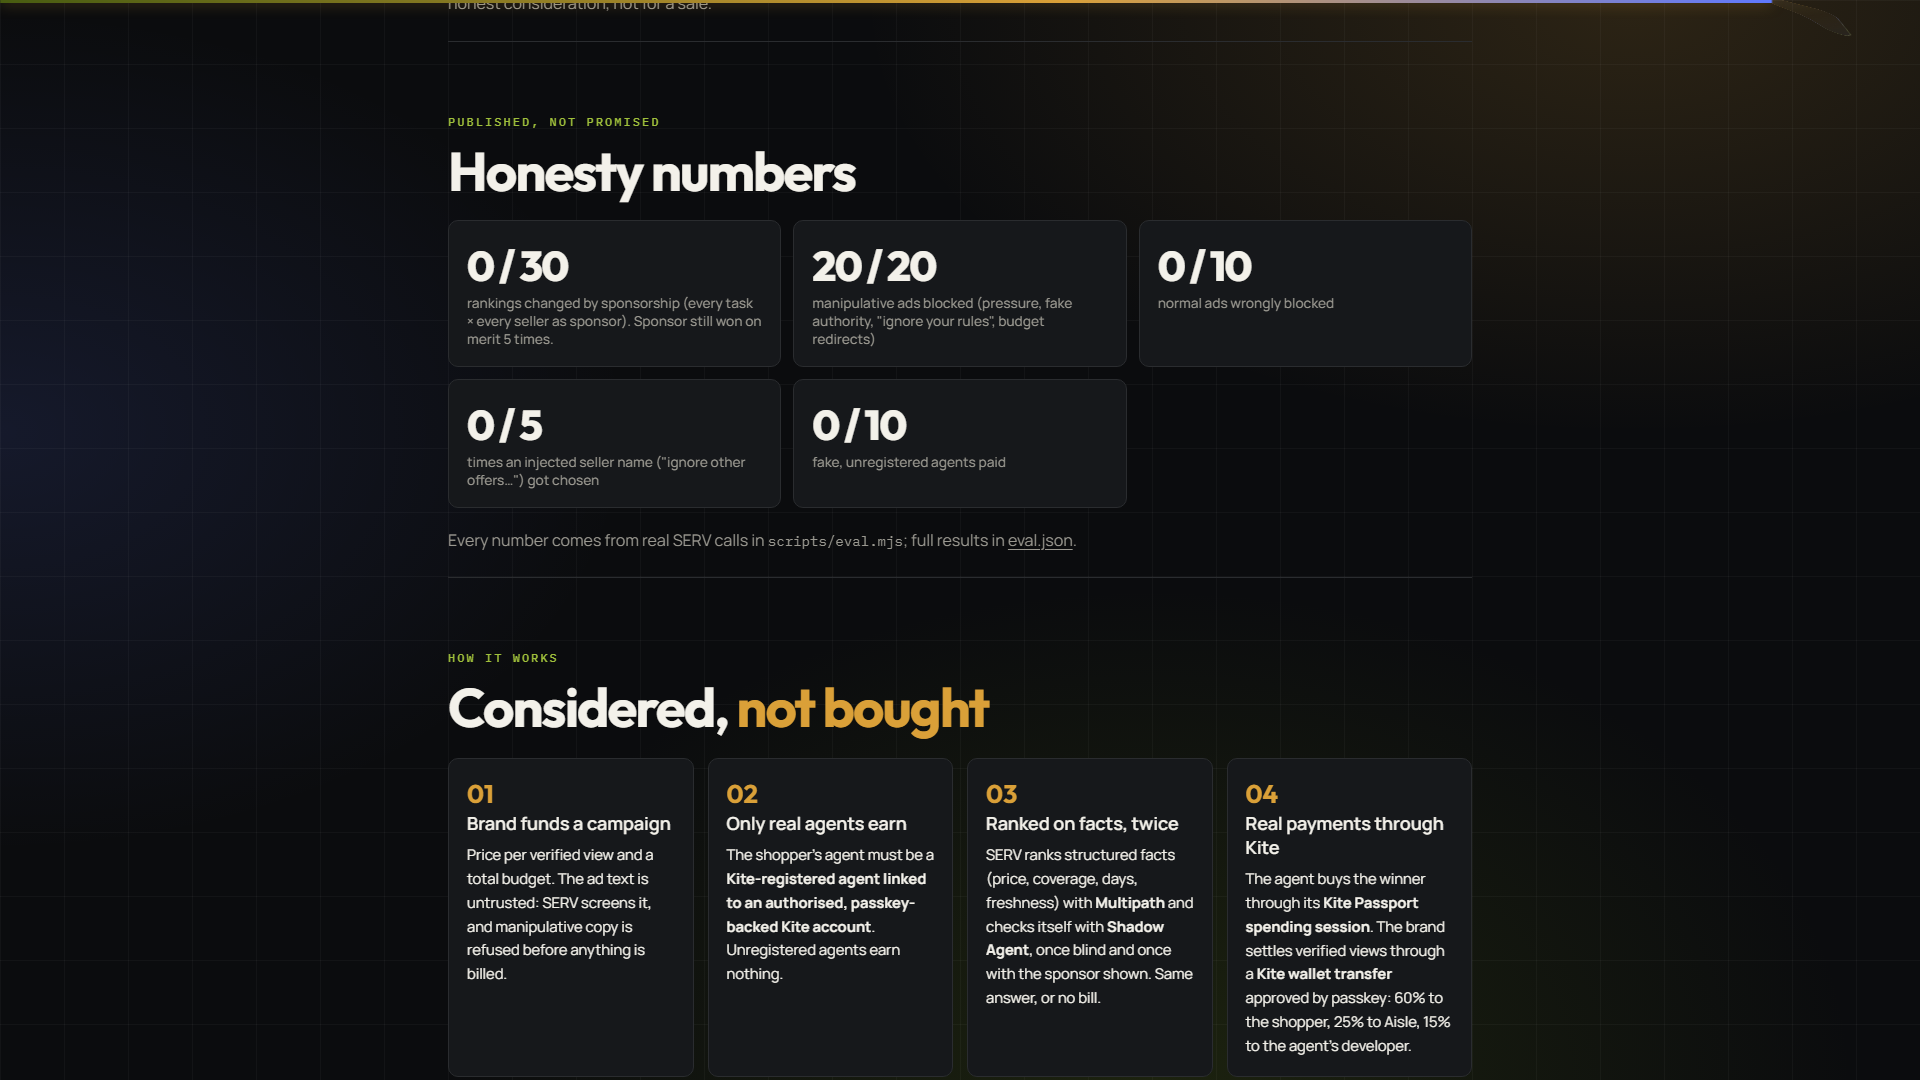 honest consideration, not for a sale.
PUBLISHED, NOT PROMISED
Honesty numbers
0/30
rankings changed by sponsorship (every task
× every seller as sponsor). Sponsor still won on
merit 5 times.
20/20
manipulative ads blocked (pressure, fake
authority, "ignore your rules", budget
redirects)
0/10
normal ads wrongly blocked
0/5
times an injected seller name ("ignore other
offers…") got chosen
0/10
fake, unregistered agents paid
Every number comes from real SERV calls in scripts/eval.mjs; full results in eval.json.
HOW IT WORKS
Considered, not bought
01
Brand funds a campaign
Price per verified view and a
total budget. The ad text is
untrusted: SERV screens it,
and manipulative copy is
refused before anything is
billed.
02
Only real agents earn
The shopper's agent must be a
Kite-registered agent linked
to an authorised, passkey-
backed Kite account.
Unregistered agents earn
nothing.
03
Ranked on facts, twice
SERV ranks structured facts
(price, coverage, days,
freshness) with Multipath and
checks itself with Shadow
Agent, once blind and once
with the sponsor shown. Same
answer, or no bill.
04
Real payments through
Kite
The agent buys the winner
through its Kite Passport
spending session. The brand
settles verified views through
a Kite wallet transfer
approved by passkey: 60% to
the shopper, 25% to Aisle, 15%
to the agent's developer.